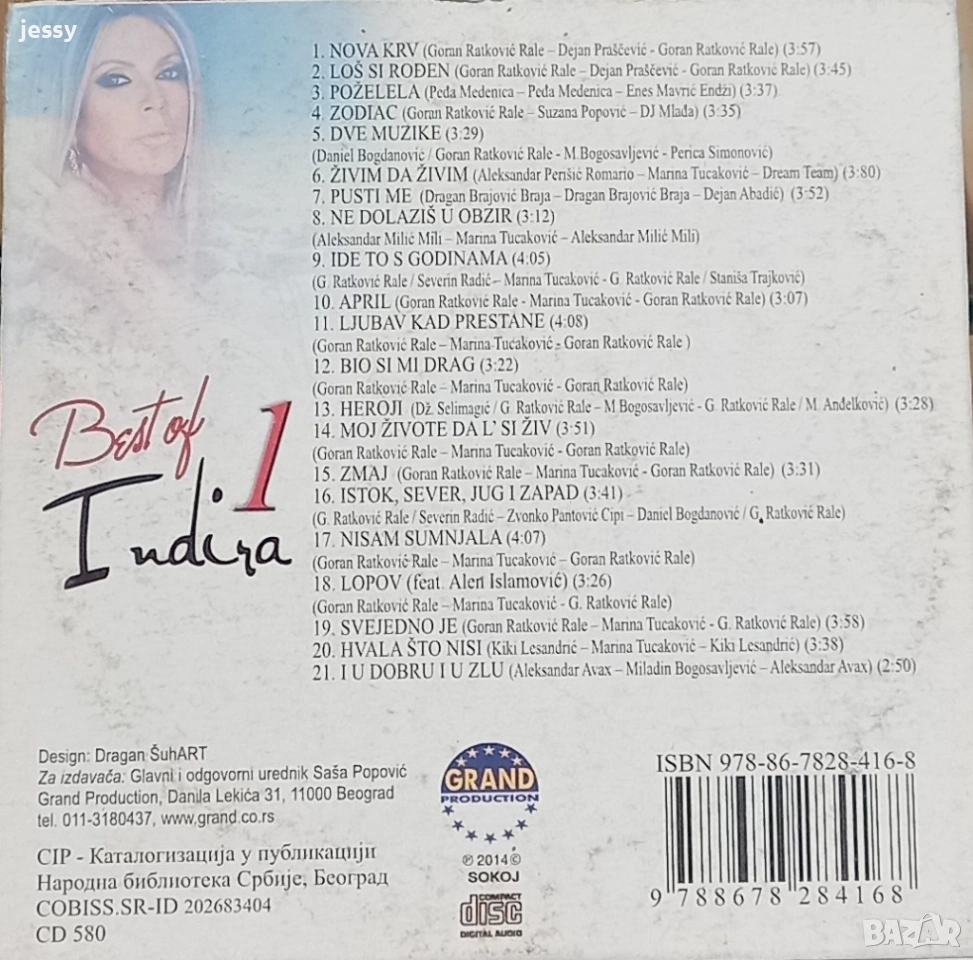 jessy
1. NOVA KRV (Goran Ratković Rale – Dejan Praščević - Goran Ratković Rale) (3:57)
2. LOŠ SI ROĐEN (Goran Ratković Rale – Dejan Praščević - Goran Ratković Rale) (3:45)
3. POŽELELA (Peđa Medenica – Peđa Medenica – Enes Mavrić Endži) (3:37)
4. ZODIAC (Goran Ratković Rale – Suzana Popović – DJ Mlađa) (3:35)
5. DVE MUZIKE (3:29)
(Daniel Bogdanović / Goran Ratković Rale - M.Bogosavljević - Perica Simonović)
6. ŽIVIM DA ŽIVIM (Aleksandar Perišić Romario – Marina Tucaković – Dream Team) (3:80)
7. PUSTI ME (Dragan Brajović Braja – Dragan Brajović Braja – Dejan Abadić) (3:52)
8. NE DOLAZIŠ U OBZIR (3:12)
(Aleksandar Milić Mili – Marina Tucaković – Aleksandar Milić Mili)
9. IDE TO S GODINAMA (4:05)
(G. Ratković Rale / Severin Radić – Marina Tucaković - G. Ratković Rale / Staniša Trajković)
10. APRIL (Goran Ratković Rale - Marina Tucaković - Goran Ratković Rale) (3:07)
11. LJUBAV KAD PRESTANE (4:08)
(Goran Ratković Rale – Marina Tucaković - Goran Ratković Rale )
12. BIO SI MI DRAG (3:22)
(Goran Ratković Rale – Marina Tucaković - Goran Ratković Rale)
13. HEROJI (Dž. Selimagić / G. Ratković Rale – M.Bogosavljević - G. Ratković Rale / M. Anđelković) (3:28)
14. MOJ ŽIVOTE DA L' SI ŽIV (3:51)
(Goran Ratković Rale – Marina Tucaković - Goran Ratković Rale)
15. ZMAJ (Goran Ratković Rale – Marina Tucaković - Goran Ratković Rale) (3:31)
16. ISTOK, SEVER, JUG I ZAPAD (3:41)
(G. Ratković Rale / Severin Radić – Zvonko Pantović Čipi – Daniel Bogdanović / G. Ratković Rale)
17. NISAM SUMNJALA (4:07)
(Goran Ratković Rale – Marina Tucaković – Goran Ratković Rale)
18. LOPOV (feat. Alen Islamović) (3:26)
(Goran Ratković Rale – Marina Tucaković - G. Ratković Rale)
19. SVEJEDNO JE (Goran Ratković Rale – Marina Tucaković - G. Ratković Rale) (3:58)
20. HVALA ŠTO NISI (Kiki Lesandrić – Marina Tucaković – Kiki Lesandrić) (3:38)
21. I U DOBRU I U ZLU (Aleksandar Avax – Miladin Bogosavljević – Aleksandar Avax) (2:50)
Best of 1
Indira
Design: Dragan ŠuhART
Za izdavača: Glavni i odgovorni urednik Saša Popović
Grand Production, Danila Lekića 31, 11000 Beograd
tel. 011-3180437, www.grand.co.rs
CIP - Каталогизација у публикацији
Народна библиотека Србије, Београд
COBISS.SR-ID 202683404
CD 580
GRAND
PRODUCTION
℗ 2014 ©
SOKOJ
COMPACT
disc
DIGITAL AUDIO
ISBN 978-86-7828-416-8
9 788678 284168
BAZAR